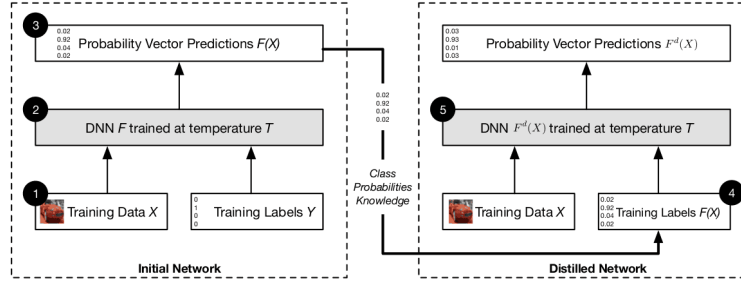 3
0.02
0.92
0.04
0.02
Probability Vector Predictions F(X)
2
DNN F trained at temperature T
1
Training Data X
0
1
0
0
Training Labels Y
Initial Network
0.02
0.92
0.04
0.02
Class
Probabilities
Knowledge
0.03
0.93
0.01
0.03
Probability Vector Predictions F^d(X)
5
DNN F^d(X) trained at temperature T
Training Data X
4
0.02
0.92
0.04
0.02
Training Labels F(X)
Distilled Network